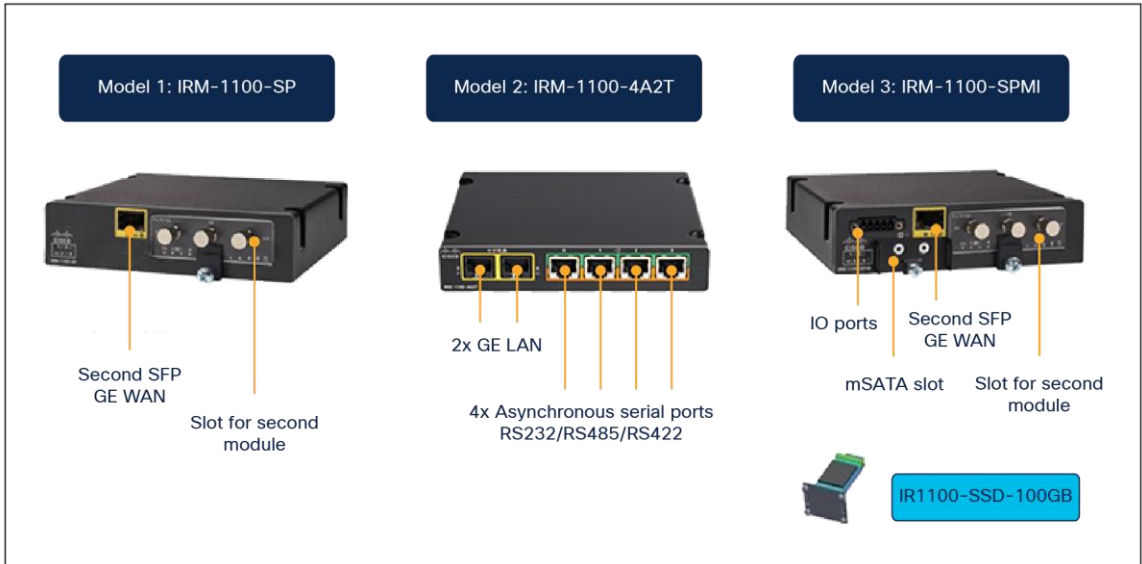 Model 1: IRM-1100-SP
Model 2: IRM-1100-4A2T
Model 3: IRM-1100-SPMI
Second SFP
GE WAN
Slot for second
module
2x GE LAN
4x Asynchronous serial ports
RS232/RS485/RS422
IO ports
mSATA slot
Second SFP
GE WAN
Slot for second
module
IR1100-SSD-100GB